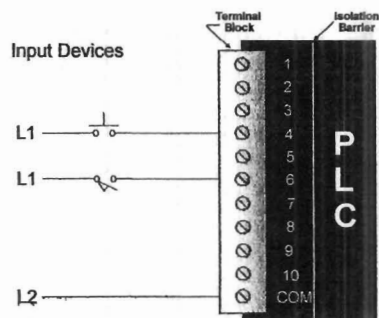 Terminal
Block
Isolation
Barrier
Input Devices
1
2
3
L1
4
5
L1
6
7
8
9
10
L2
COM
PLC